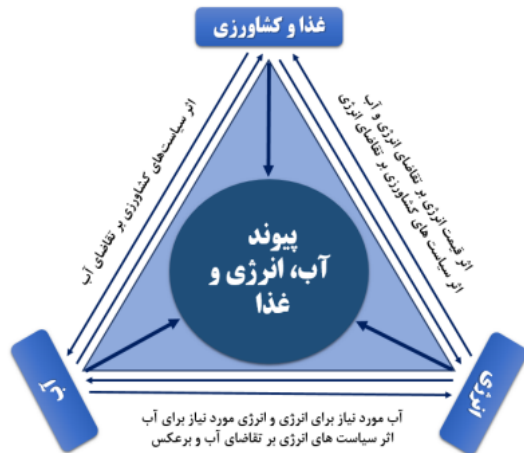 غذا و کشاورزی
اثر سیاست‌های کشاورزی بر تقاضای آب
اثر قیمت انرژی بر تقاضای انرژی و آب
اثر سیاست های کشاورزی بر تقاضای انرژی
پیوند
آب، انرژی و
غذا
آب
انرژی
آب مورد نیاز برای انرژی و انرژی مورد نیاز برای آب
اثر سیاست های انرژی بر تقاضای آب و برعکس